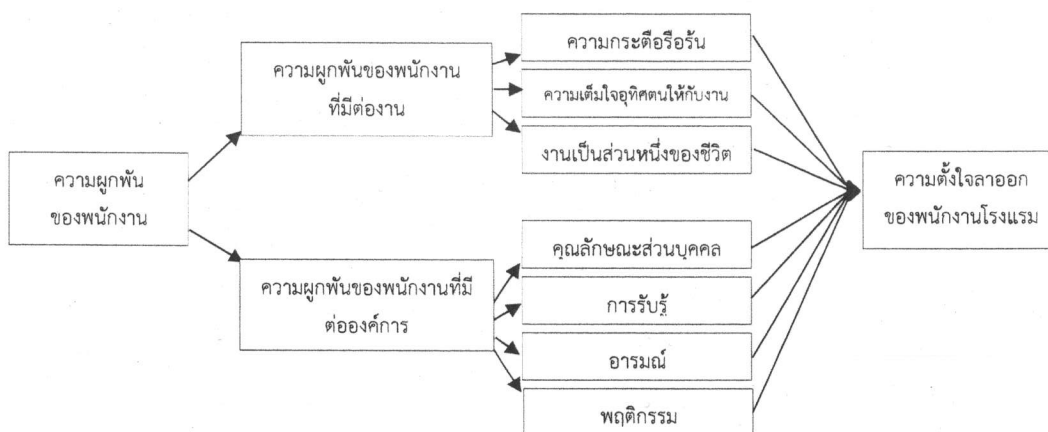 ความผูกพัน
ของพนักงาน
ความผูกพันของพนักงาน
ที่มีต่องาน
ความกระตือรือร้น
ความเต็มใจอุทิศตนให้กับงาน
งานเป็นส่วนหนึ่งของชีวิต
ความผูกพันของพนักงานที่มี
ต่อองค์การ
คุณลักษณะส่วนบุคคล
การรับรู้
อารมณ์
พฤติกรรม
ความตั้งใจลาออก
ของพนักงานโรงแรม